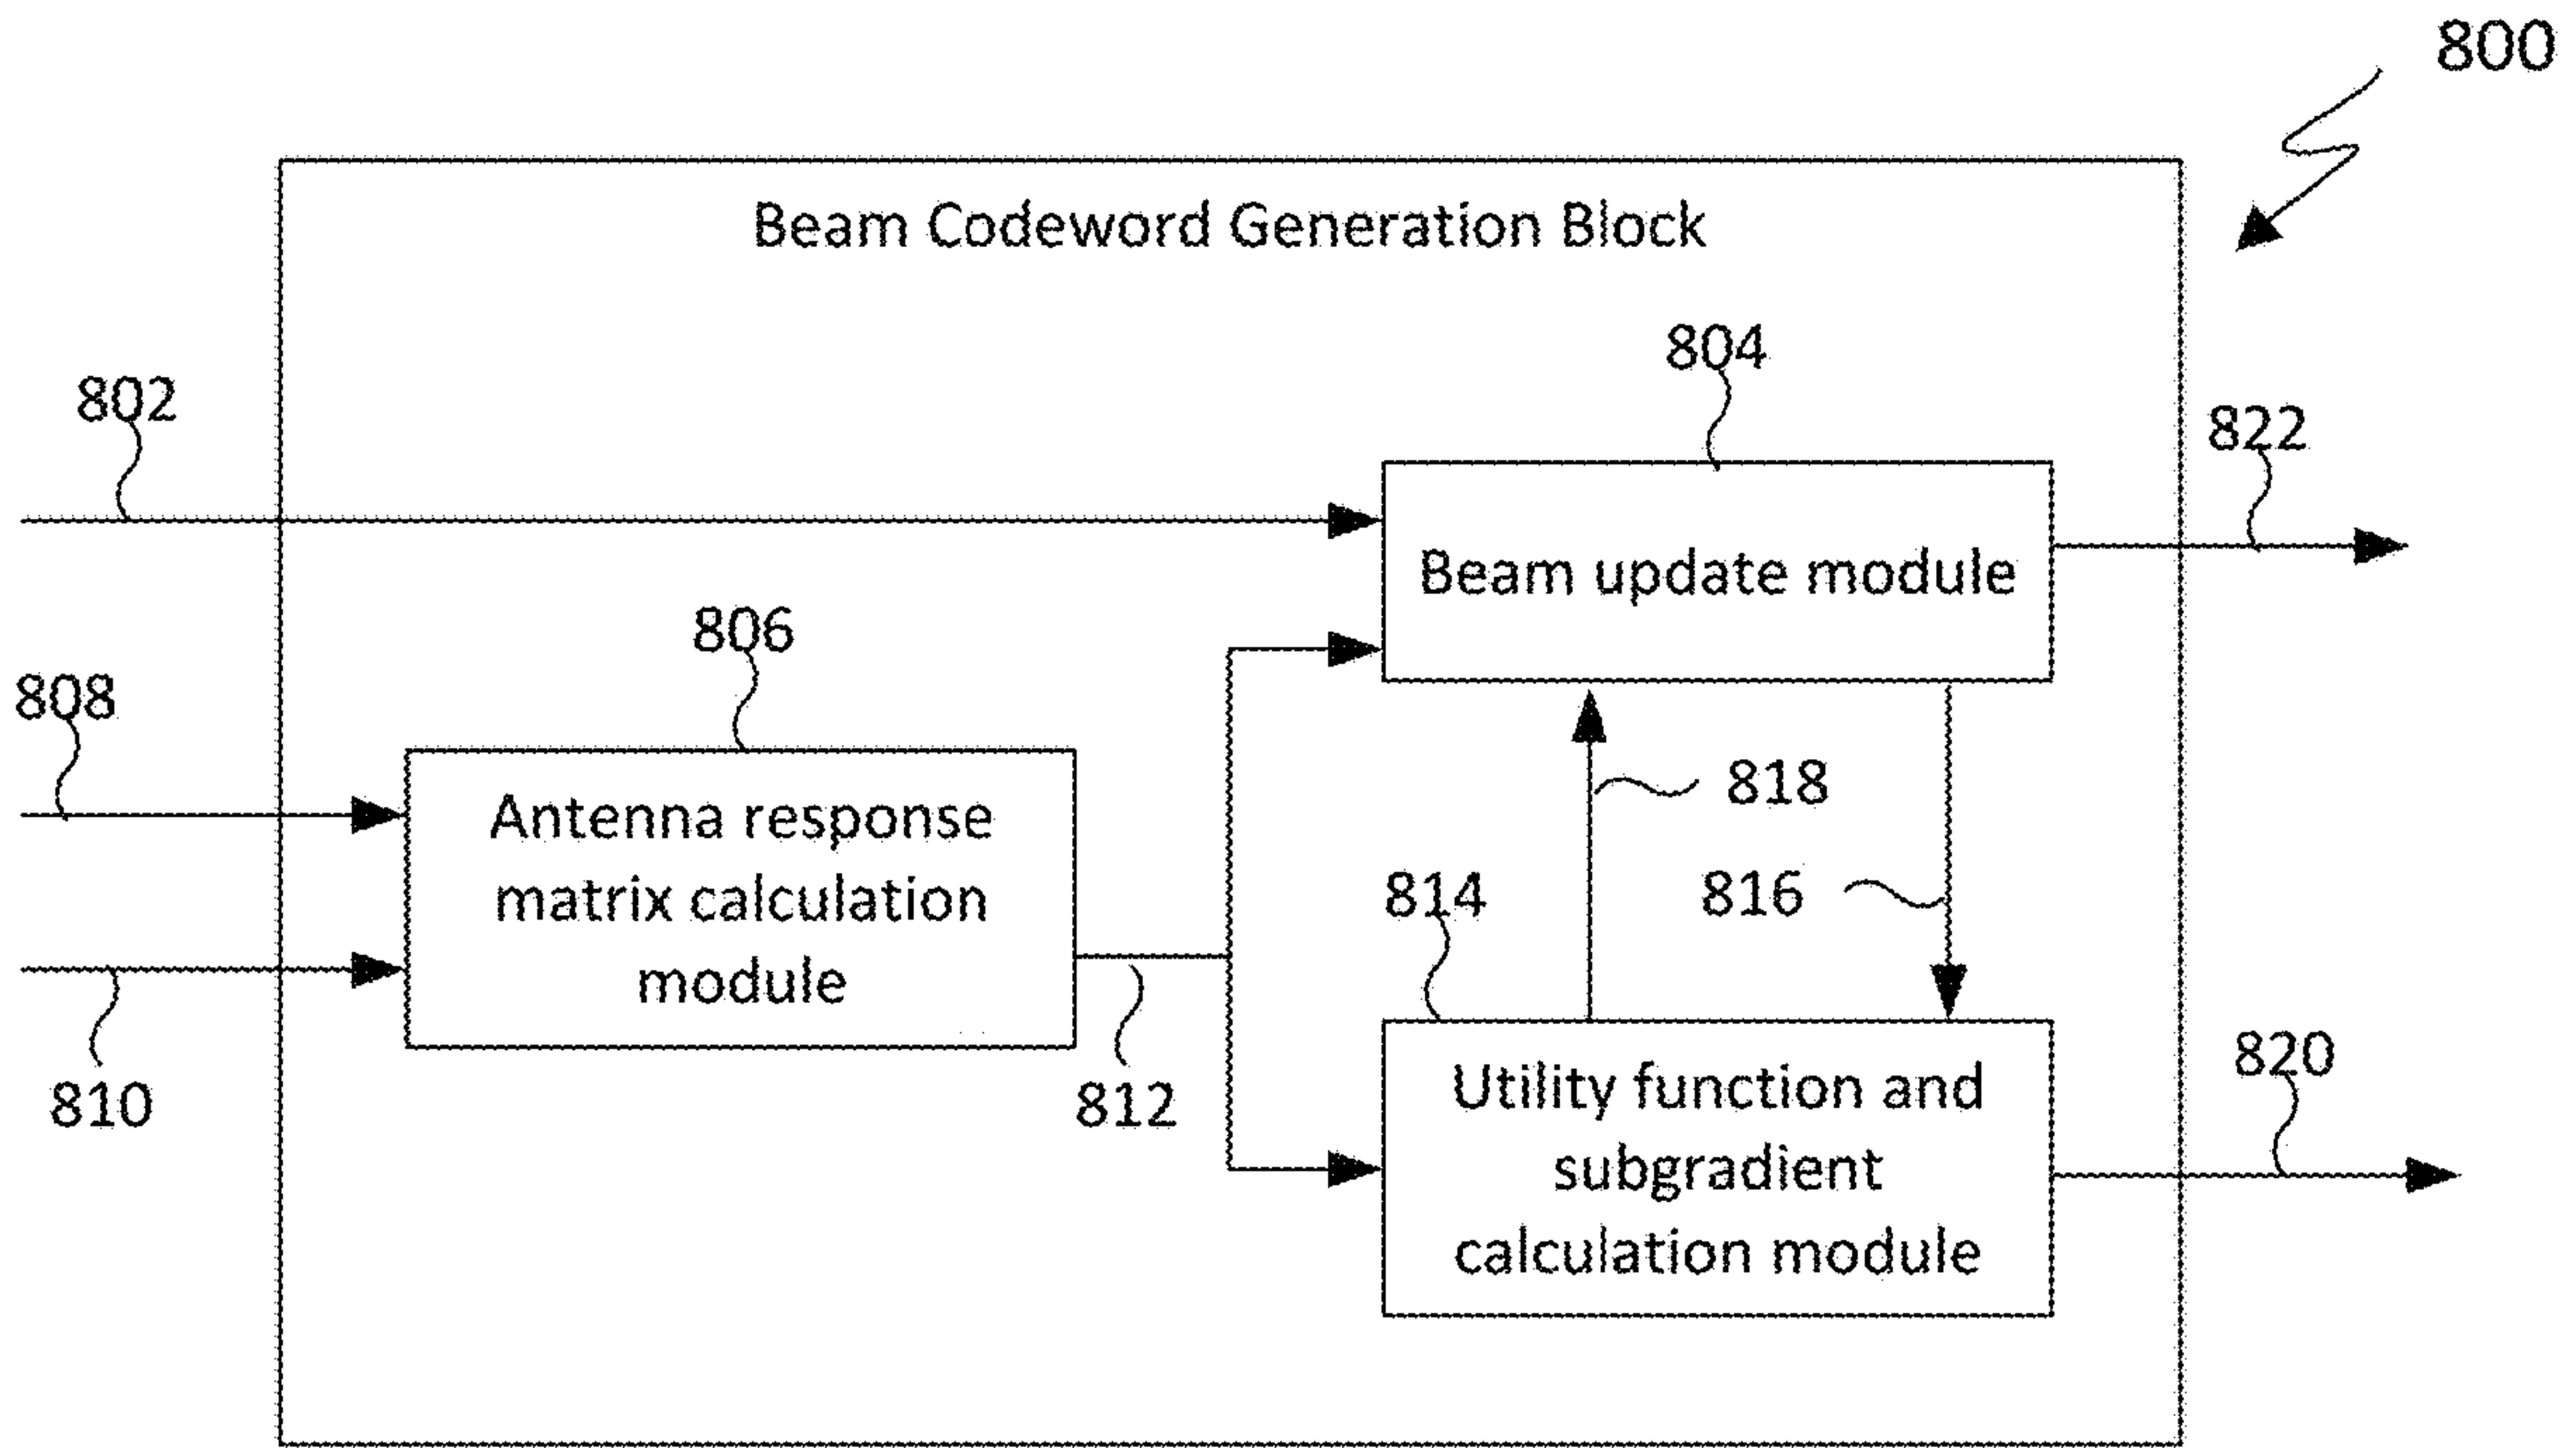 800
Beam Codeword Generation Block
804
802
822
Beam update module
806
808
818
Antenna response
matrix calculation
module
814
816
820
810
812
Utility function and
subgradient
calculation module